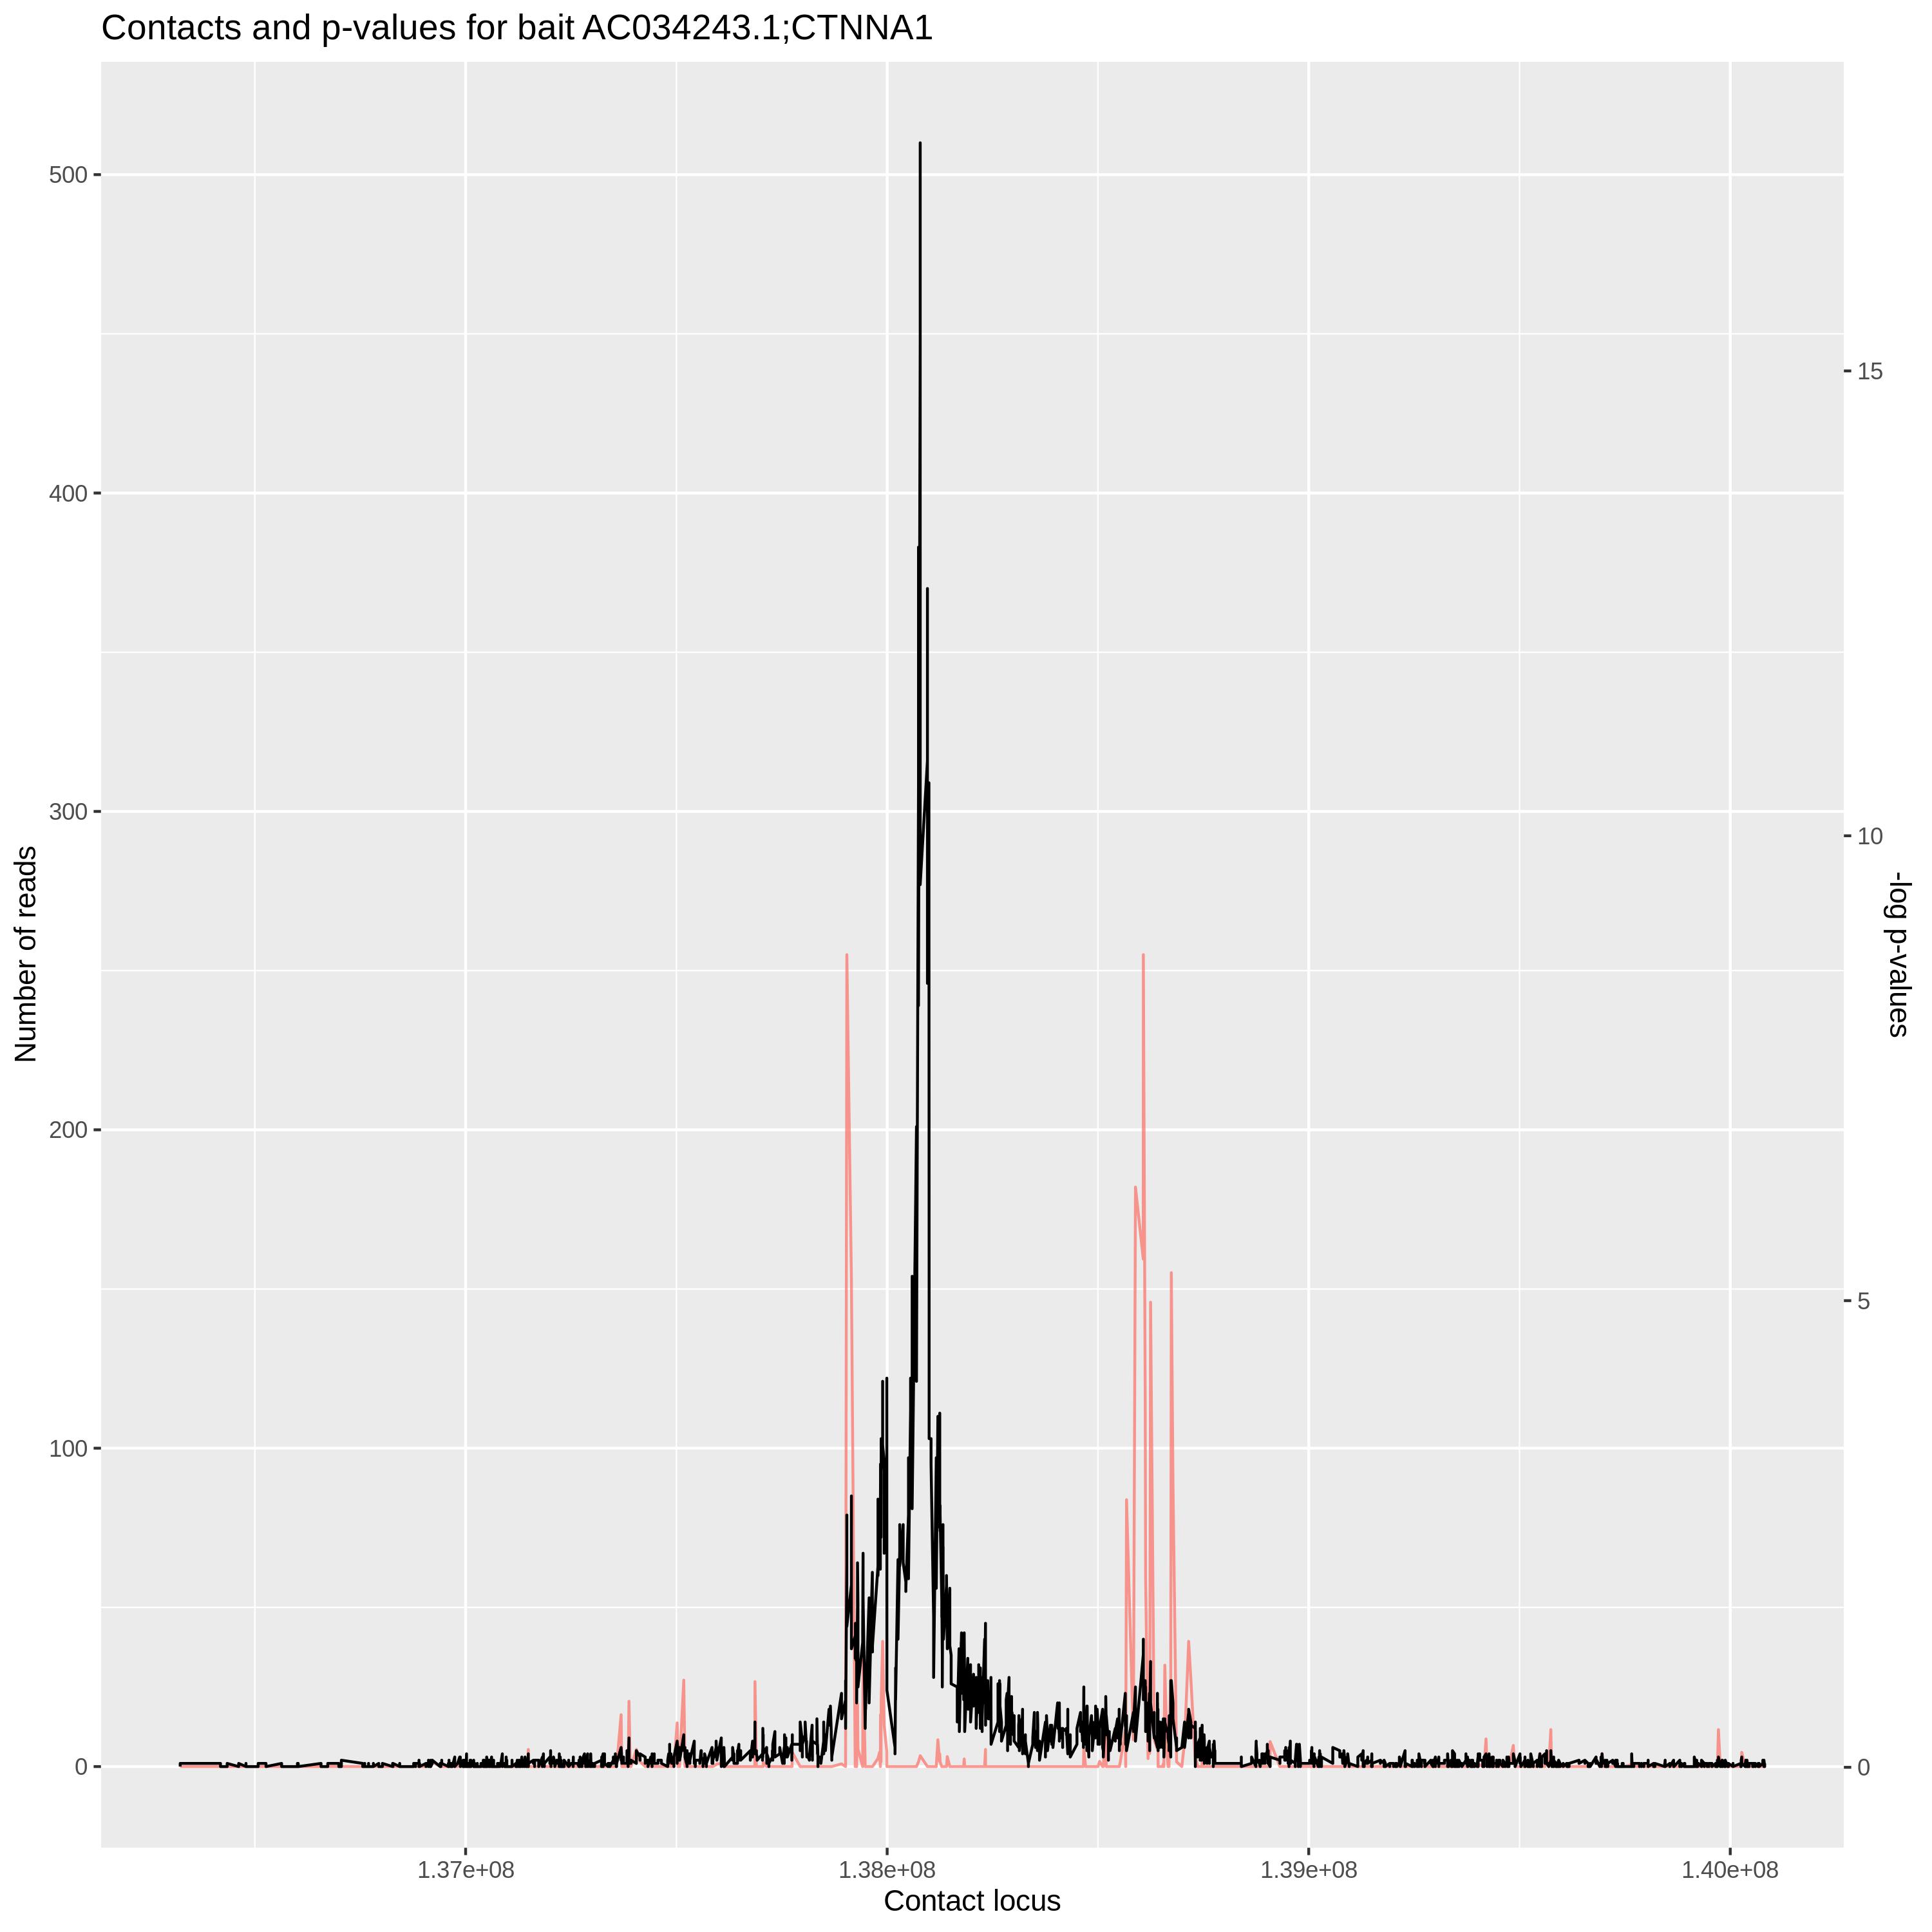 Contacts and p-values for bait AC034243.1;CTNNA1
500
400
300
200
100
0
Number of reads
15
10
5
0
-log p-values
1.37e+08
1.38e+08
1.39e+08
1.40e+08
Contact locus